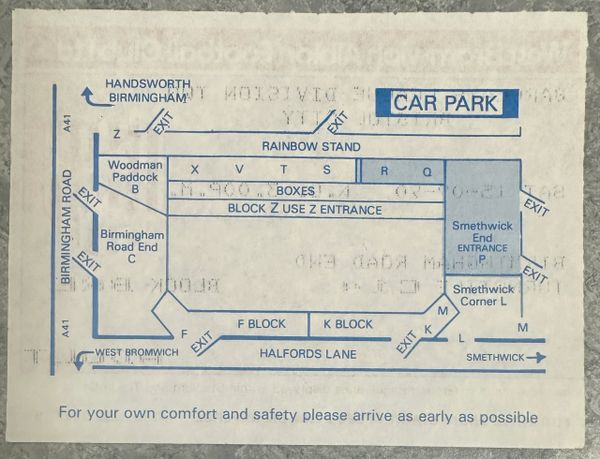 HANDSWORTH
BIRMINGHAM
A41
CAR PARK
Z
EXIT
EXIT
RAINBOW STAND
Woodman
Paddock
B
X V T S R Q
BOXES
BLOCK Z USE Z ENTRANCE
EXIT
EXIT
BIRMINGHAM ROAD
Birmingham
Road End
C
EXIT
Smethwick
End
ENTRANCE
P
EXIT
Smethwick
Corner L
A41
F
EXIT
F BLOCK
K BLOCK
EXIT
M
K
L
M
WEST BROMWICH
HALFORDS LANE
SMETHWICK
For your own comfort and safety please arrive as early as possible